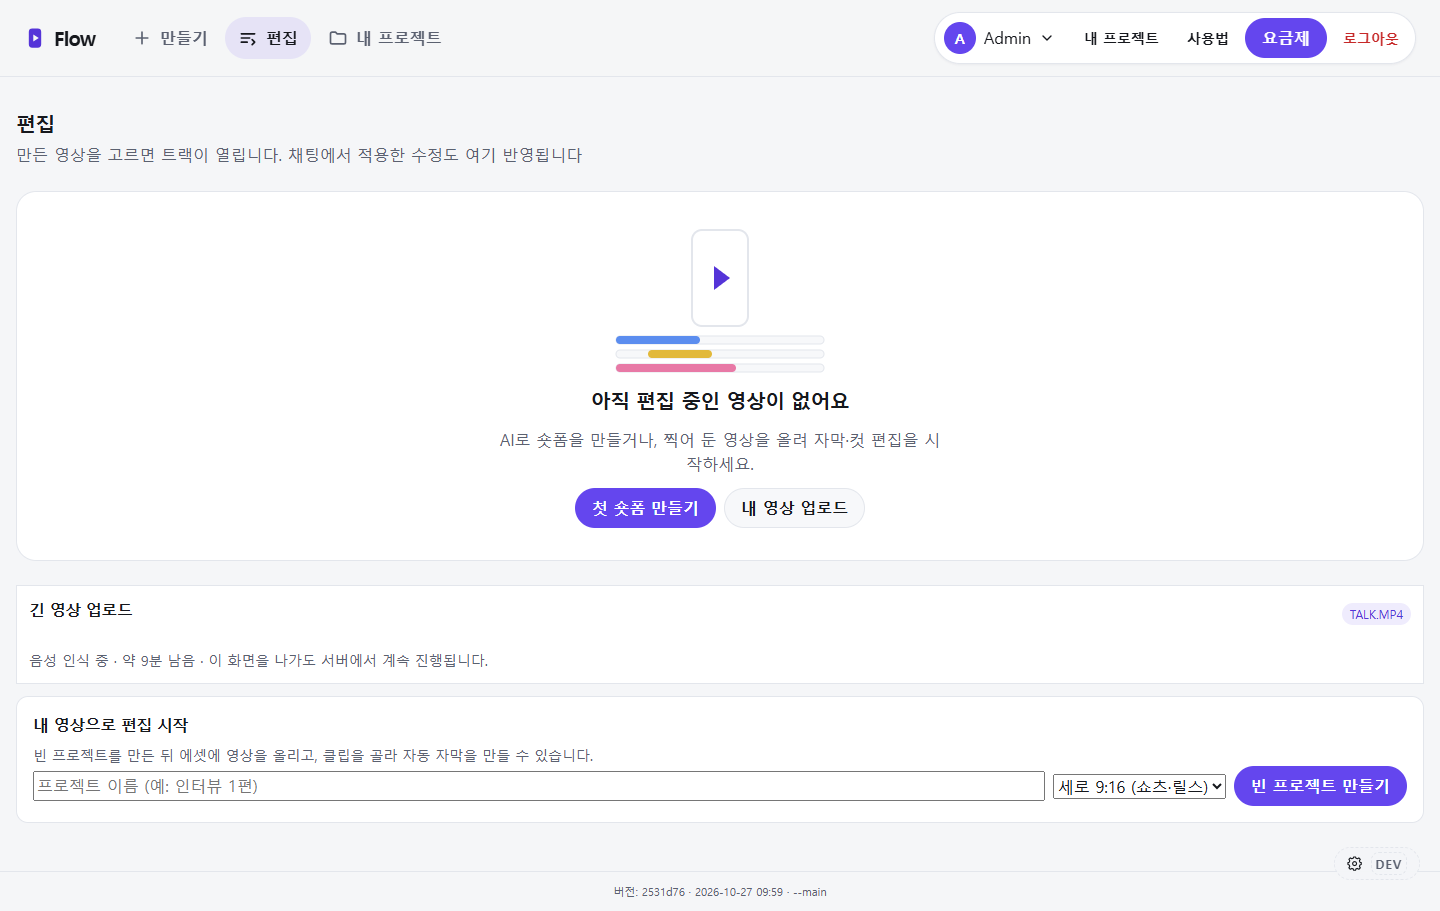 Flow
만들기
편집
내 프로젝트
A
Admin
내 프로젝트
사용법
요금제
로그아웃
편집
만든 영상을 고르면 트랙이 열립니다. 채팅에서 적용한 수정도 여기 반영됩니다
아직 편집 중인 영상이 없어요
AI로 숏폼을 만들거나, 찍어 둔 영상을 올려 자막·컷 편집을 시
작하세요.
첫 숏폼 만들기
내 영상 업로드
긴 영상 업로드
TALK.MP4
음성 인식 중 · 약 9분 남음 · 이 화면을 나가도 서버에서 계속 진행됩니다.
내 영상으로 편집 시작
빈 프로젝트를 만든 뒤 에셋에 영상을 올리고, 클립을 골라 자동 자막을 만들 수 있습니다.
프로젝트 이름 (예: 인터뷰 1편)
세로 9:16 (쇼츠·릴스)
빈 프로젝트 만들기
DEV
버전: 2531d76 · 2026-10-27 09:59 · --main